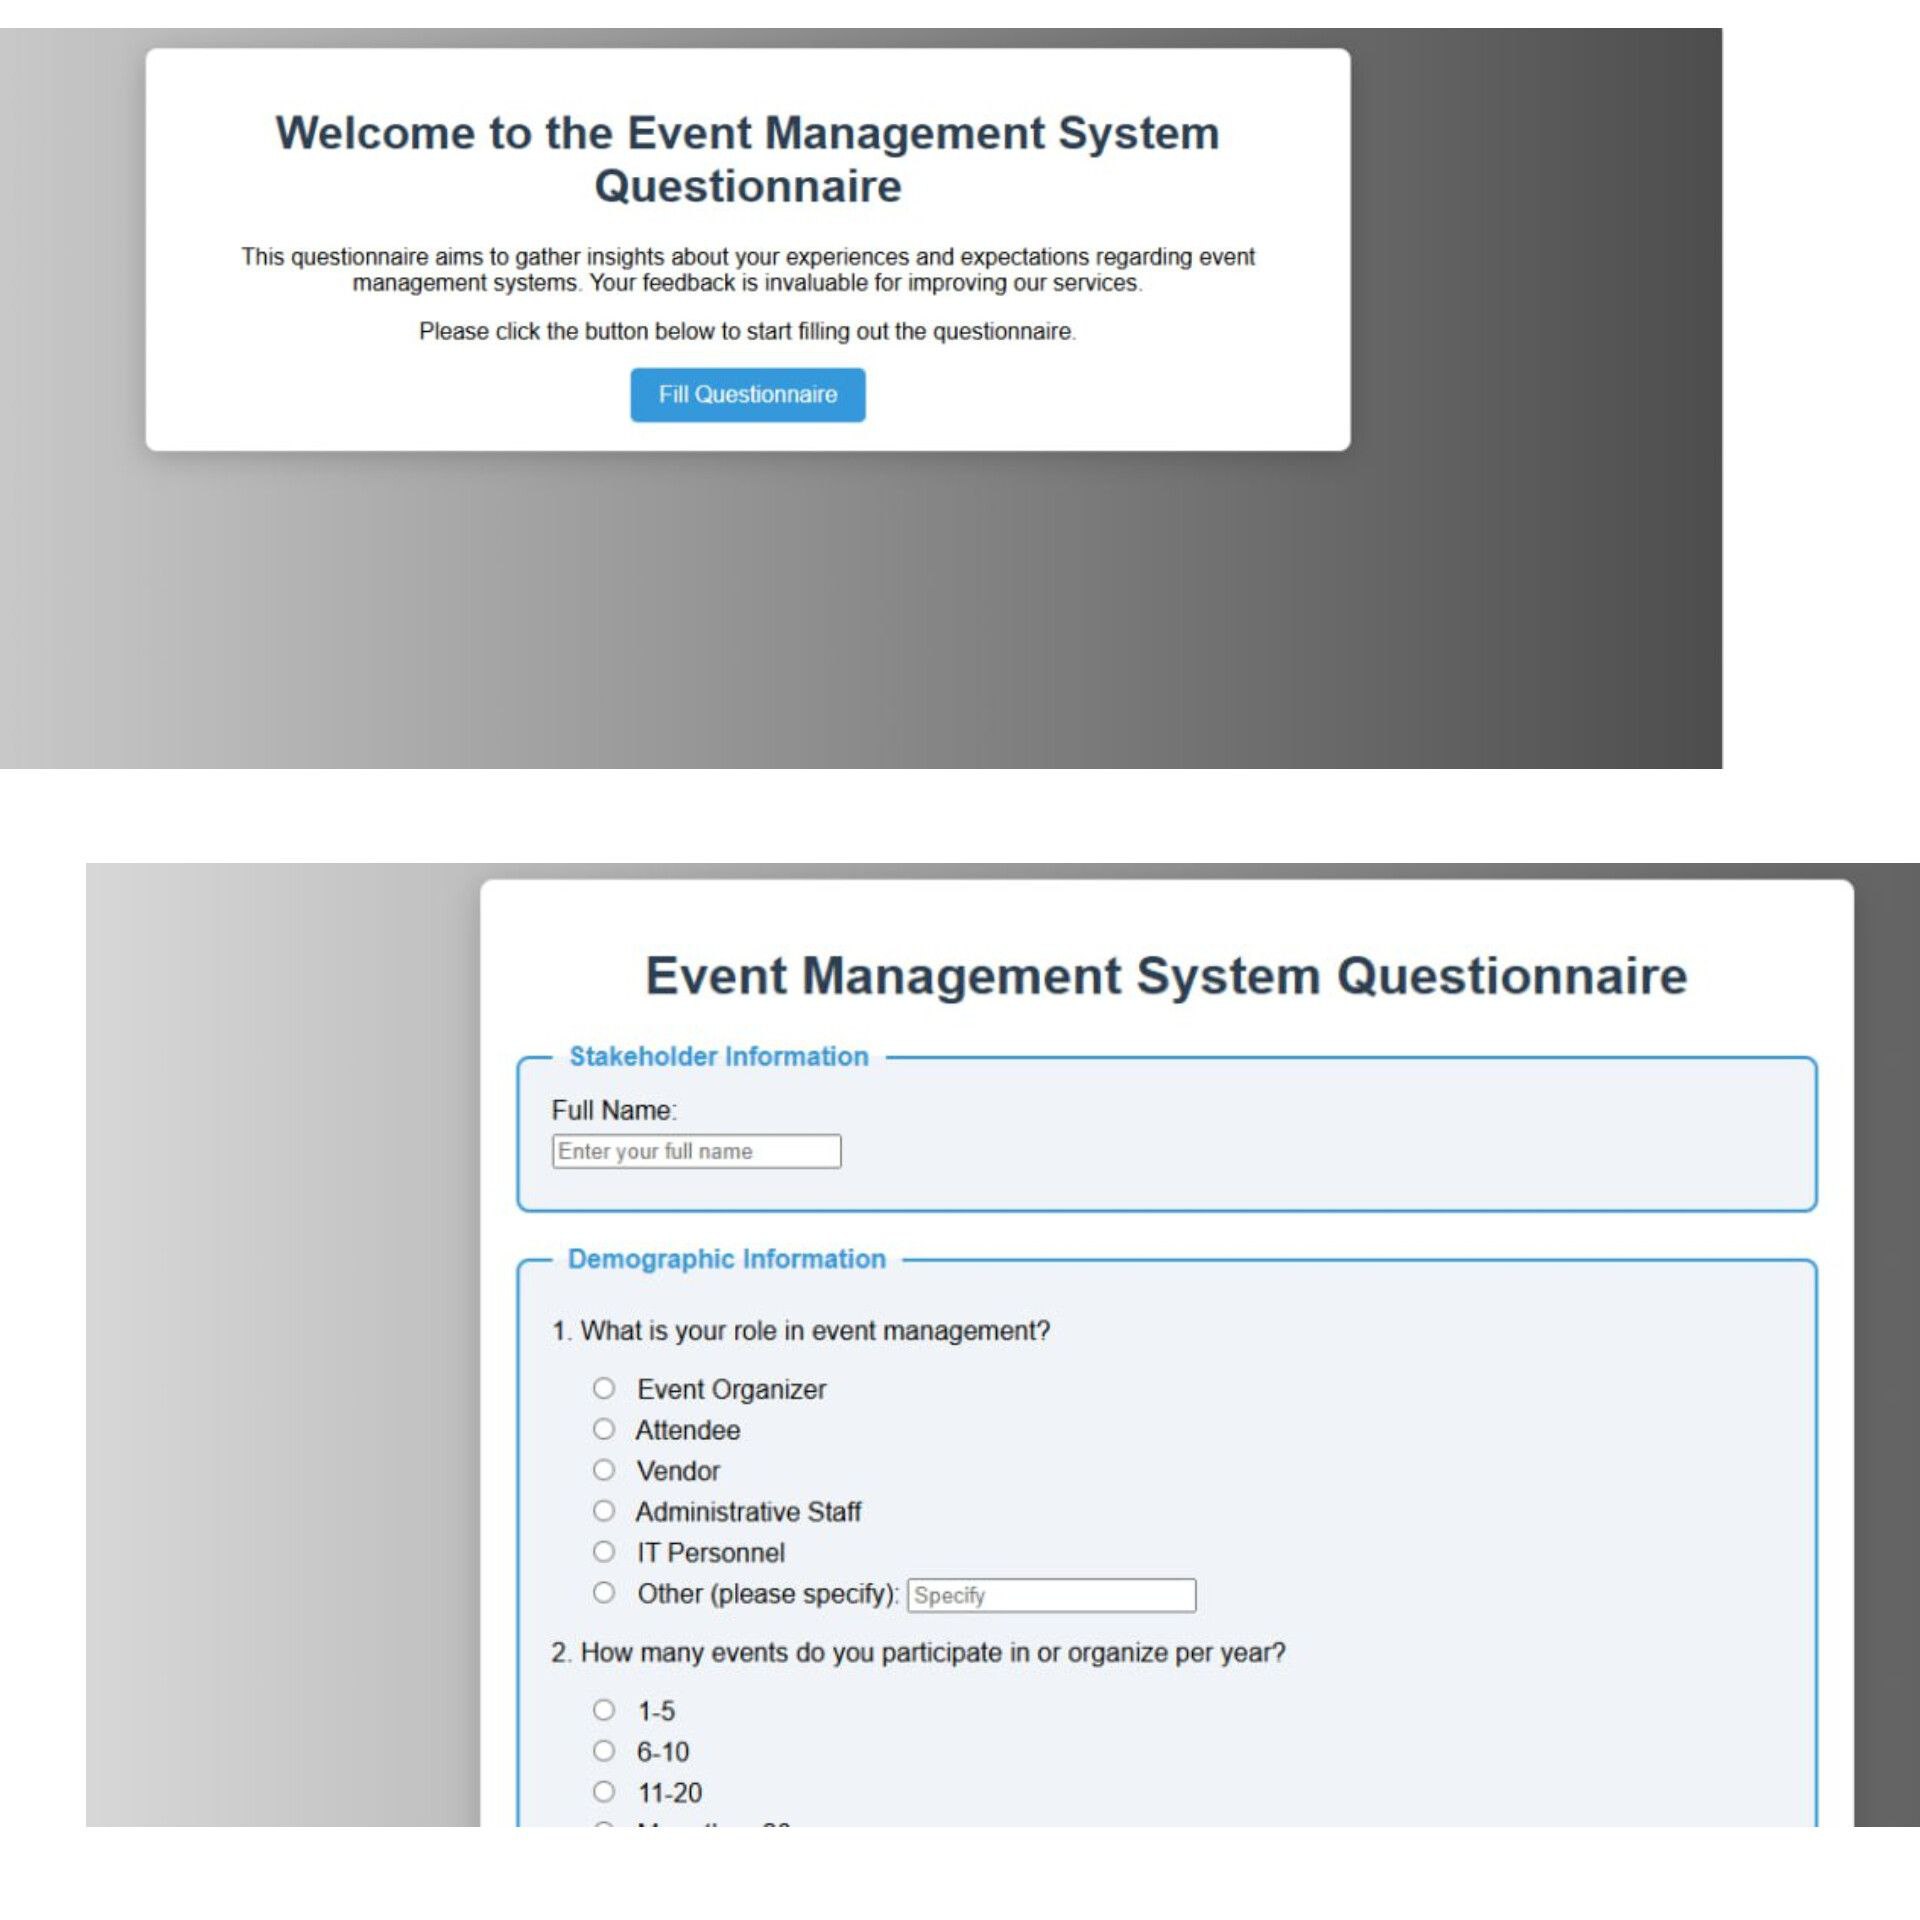 Welcome to the Event Management System
Questionnaire
This questionnaire aims to gather insights about your experiences and expectations regarding event
management systems. Your feedback is invaluable for improving our services.
Please click the button below to start filling out the questionnaire.
Fill Questionnaire
Event Management System Questionnaire
Stakeholder Information
Full Name:
Enter your full name
Demographic Information
1. What is your role in event management?
Event Organizer
Attendee
Vendor
Administrative Staff
IT Personnel
Other (please specify): Specify
2. How many events do you participate in or organize per year?
1-5
6-10
11-20